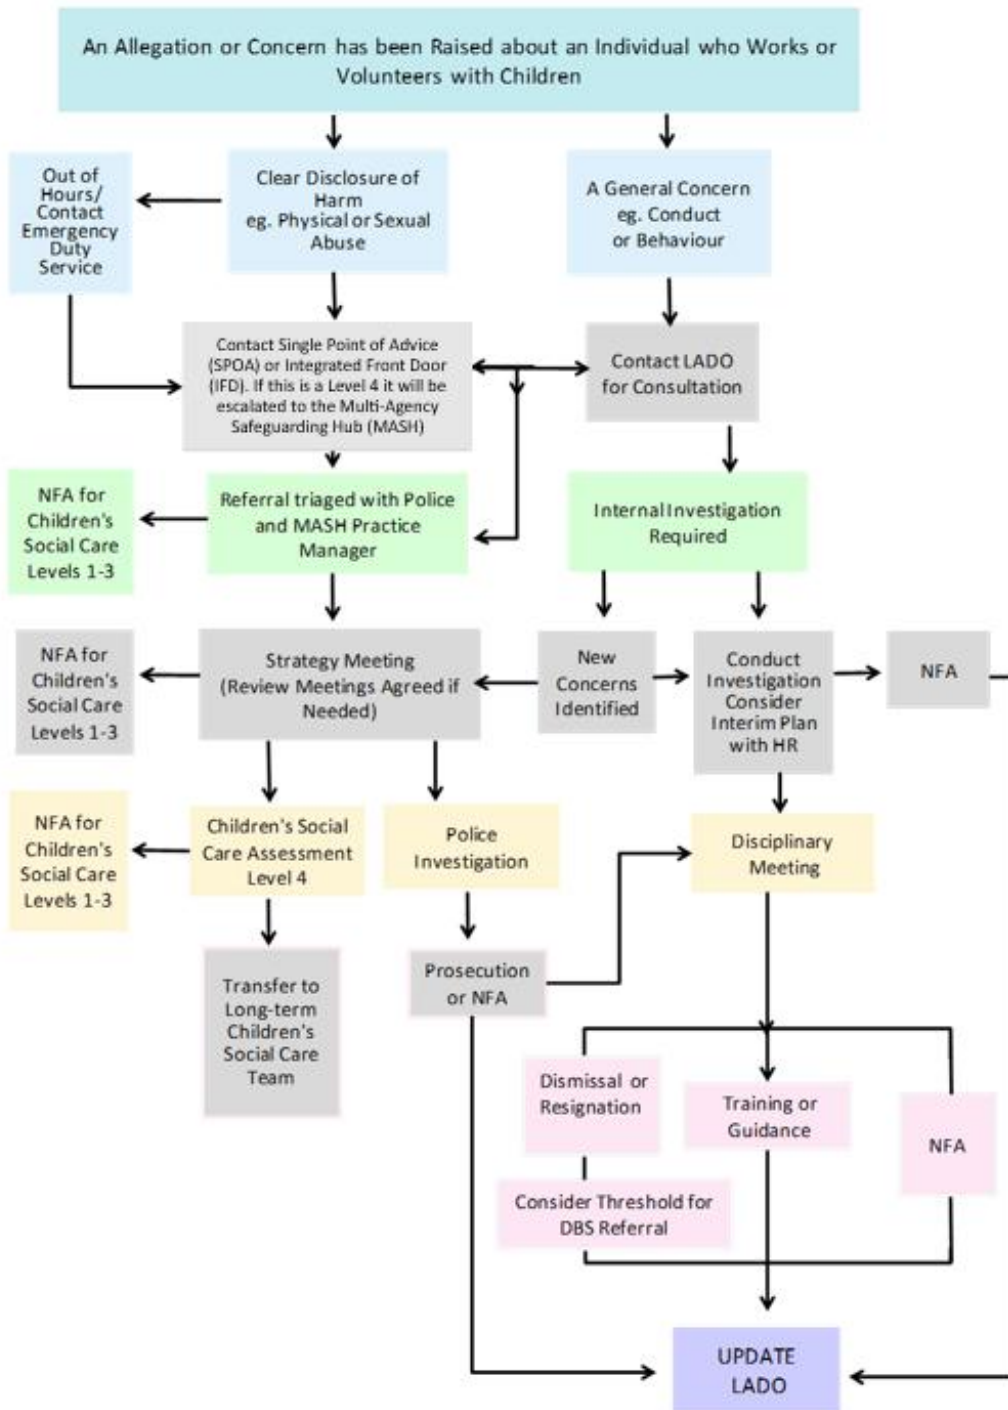 An Allegation or Concern has been Raised about an Individual who Works or
Volunteers with Children
Out of
Hours/
Contact
Emergency
Duty
Service
Clear Disclosure of
Harm
eg. Physical or Sexual
Abuse
A General Concern
eg. Conduct
or Behaviour
Contact Single Point of Advice
(SPOA) or Integrated Front Door
(IFD). If this is a Level 4 it will be
escalated to the Multi-Agency
Safeguarding Hub (MASH)
Contact LADO
for Consultation
NFA for
Children's
Social Care
Levels 1-3
Referral triaged with Police
and MASH Practice
Manager
Internal Investigation
Required
NFA for
Children's
Social Care
Levels 1-3
Strategy Meeting
(Review Meetings Agreed if
Needed)
New
Concerns
Identified
Conduct
Investigation
Consider
Interim Plan
with HR
NFA
NFA for
Children's
Social Care
Levels 1-3
Children's Social
Care Assessment
Level 4
Police
Investigation
Disciplinary
Meeting
Transfer to
Long-term
Children's
Social Care
Team
Prosecution
or NFA
Dismissal or
Resignation
Training or
Guidance
NFA
Consider Threshold for
DBS Referral
UPDATE
LADO